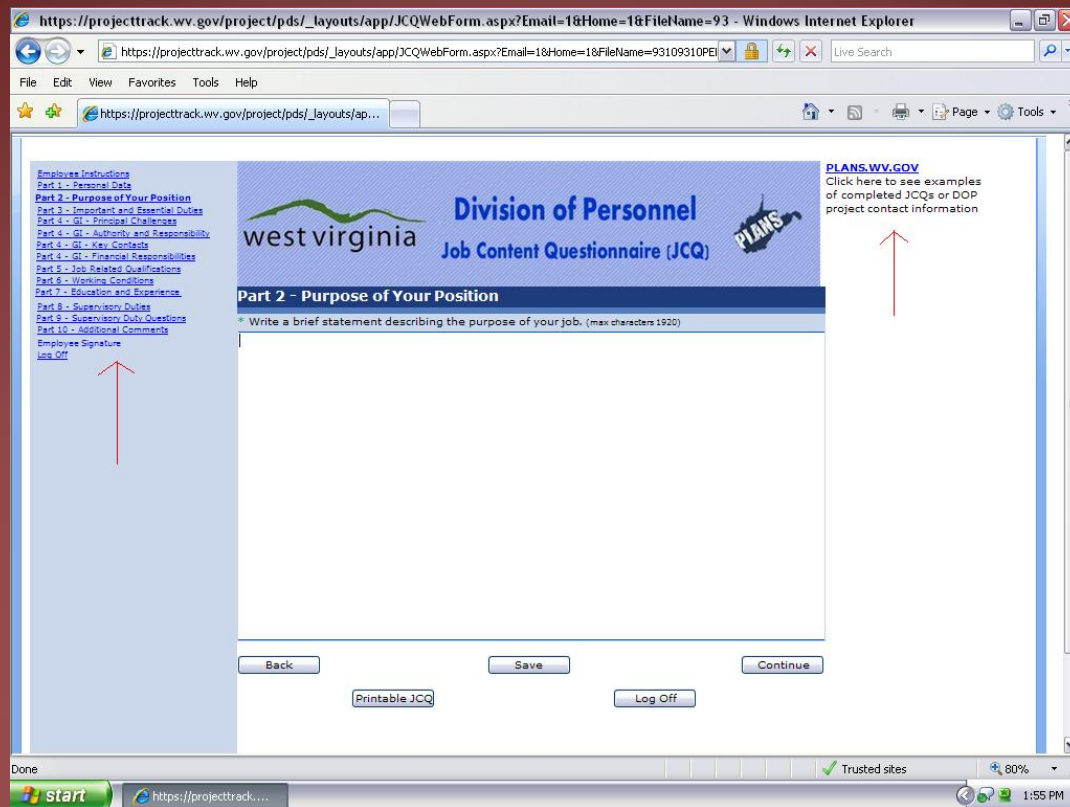 https://projecttrack.wv.gov/project/pds/_layouts/app/JCQWebForm.aspx?Email=1&Home=1&FileName=93 - Windows Internet Explorer
https://projecttrack.wv.gov/project/pds/_layouts/app/JCQWebForm.aspx?Email=1&Home=1&FileName=93109310PE
Live Search
File Edit View Favorites Tools Help
https://projecttrack.wv.gov/project/pds/_layouts/ap...
Page Tools
Employee Instructions
Part 1 - Personal Data
Part 2 - Purpose of Your Position
Part 3 - Important and Essential Duties
Part 4 - GI - Principal Challenges
Part 4 - GI - Authority and Responsibility
Part 4 - GI - Key Contacts
Part 4 - GI - Financial Responsibilities
Part 5 - Job Related Qualifications
Part 6 - Working Conditions
Part 7 - Education and Experience
Part 8 - Supervisory Duties
Part 9 - Supervisory Duty Questions
Part 10 - Additional Comments
Employee Signature
Log Off
west virginia
Division of Personnel
Job Content Questionnaire (JCQ)
PLANS
PLANS.WV.GOV
Click here to see examples
of completed JCQs or DOP
project contact information
Part 2 - Purpose of Your Position
* Write a brief statement describing the purpose of your job. (max characters 1920)
Back Save Continue
Printable JCQ Log Off
Done Trusted sites 80%
start https://projecttrack.... 1:55 PM